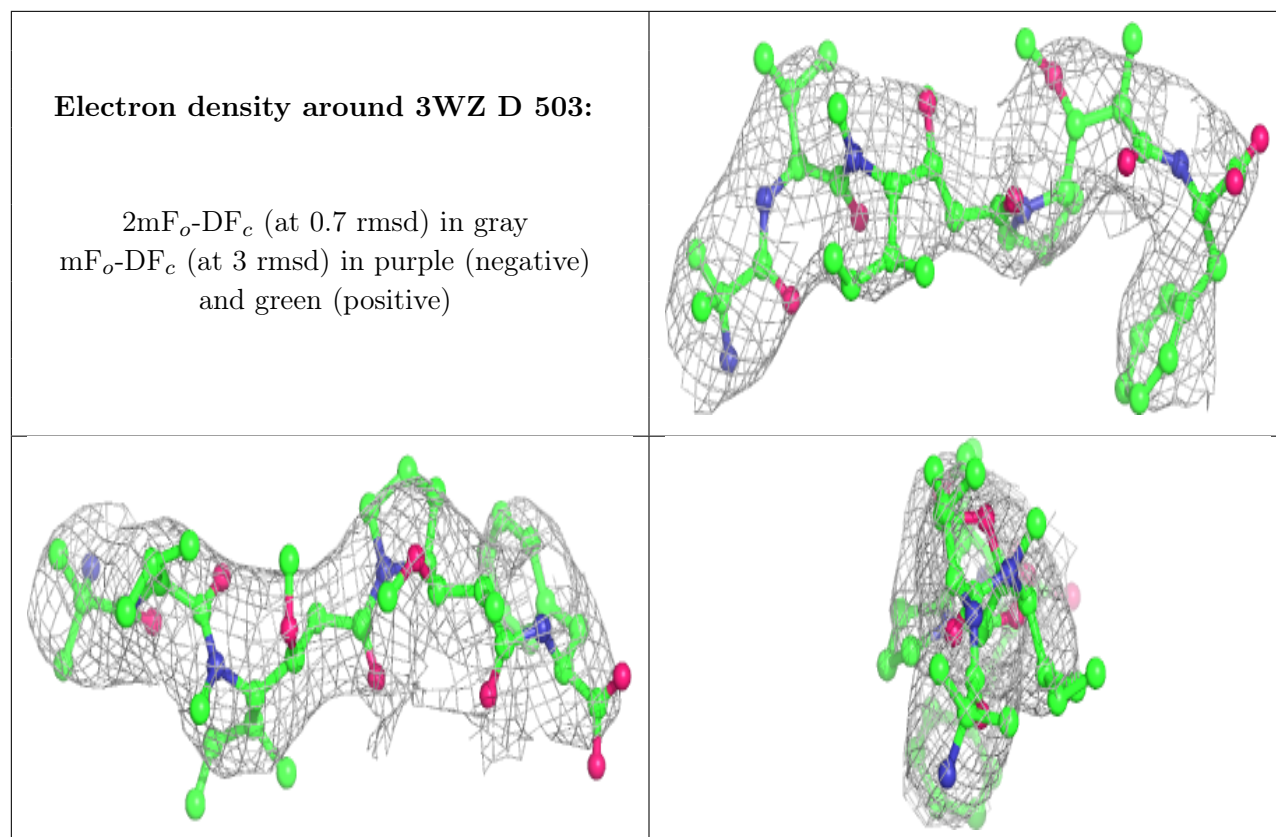 Electron density around 3WZ D 503:
2mFo-DFc (at 0.7 rmsd) in gray
mFo-DFc (at 3 rmsd) in purple (negative)
and green (positive)